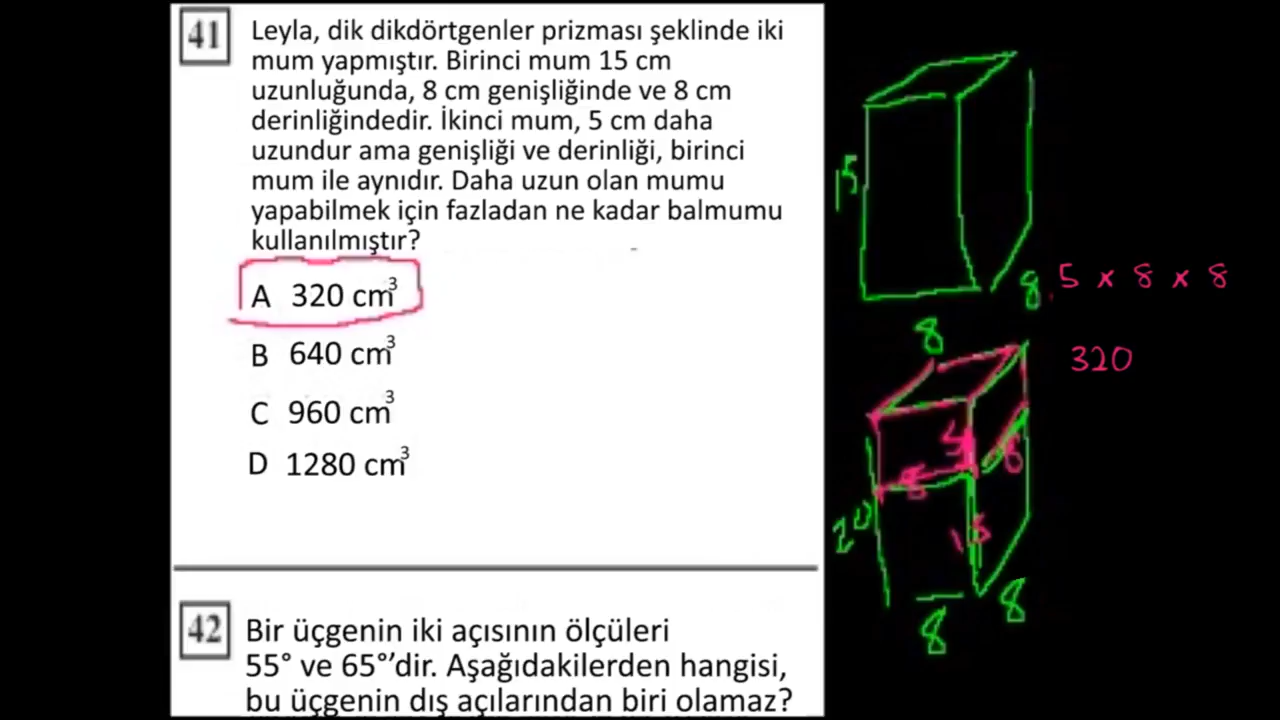 41
Leyla, dik dikdörtgenler prizması şeklinde iki
mum yapmıştır. Birinci mum 15 cm
uzunluğunda, 8 cm genişliğinde ve 8 cm
derinliğindedir. İkinci mum, 5 cm daha
uzundur ama genişliği ve derinliği, birinci
mum ile aynıdır. Daha uzun olan mumu
yapabilmek için fazladan ne kadar balmumu
kullanılmıştır?
A 320 cm³
B 640 cm³
C 960 cm³
D 1280 cm³
42
Bir üçgenin iki açısının ölçüleri
55° ve 65°'dir. Aşağıdakilerden hangisi,
bu üçgenin dış açılarından biri olamaz?
15
8
8
5 x 8 x 8
320
5
8
20
15
8
8